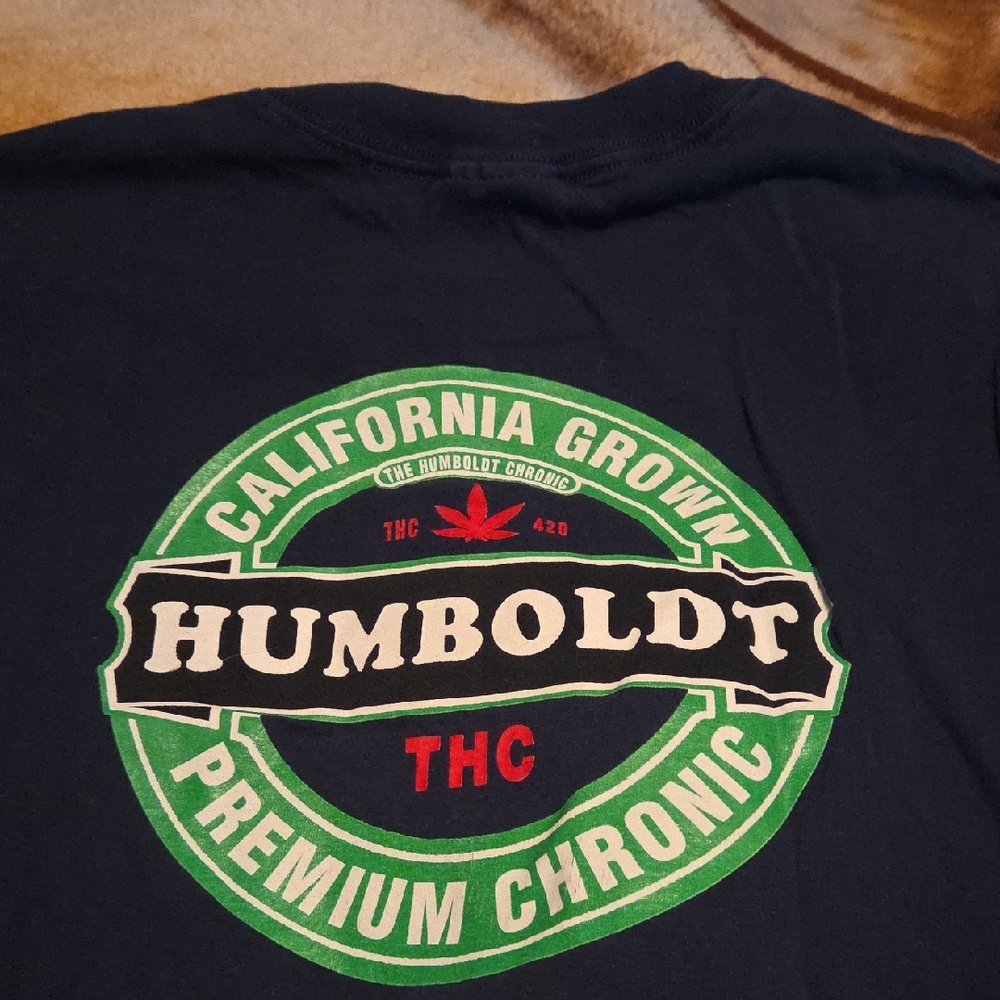 CALIFORNIA GROWN
THE HUMBOLDT CHRONIC
THC 420
HUMBOLDT
THC
PREMIUM CHRONIC